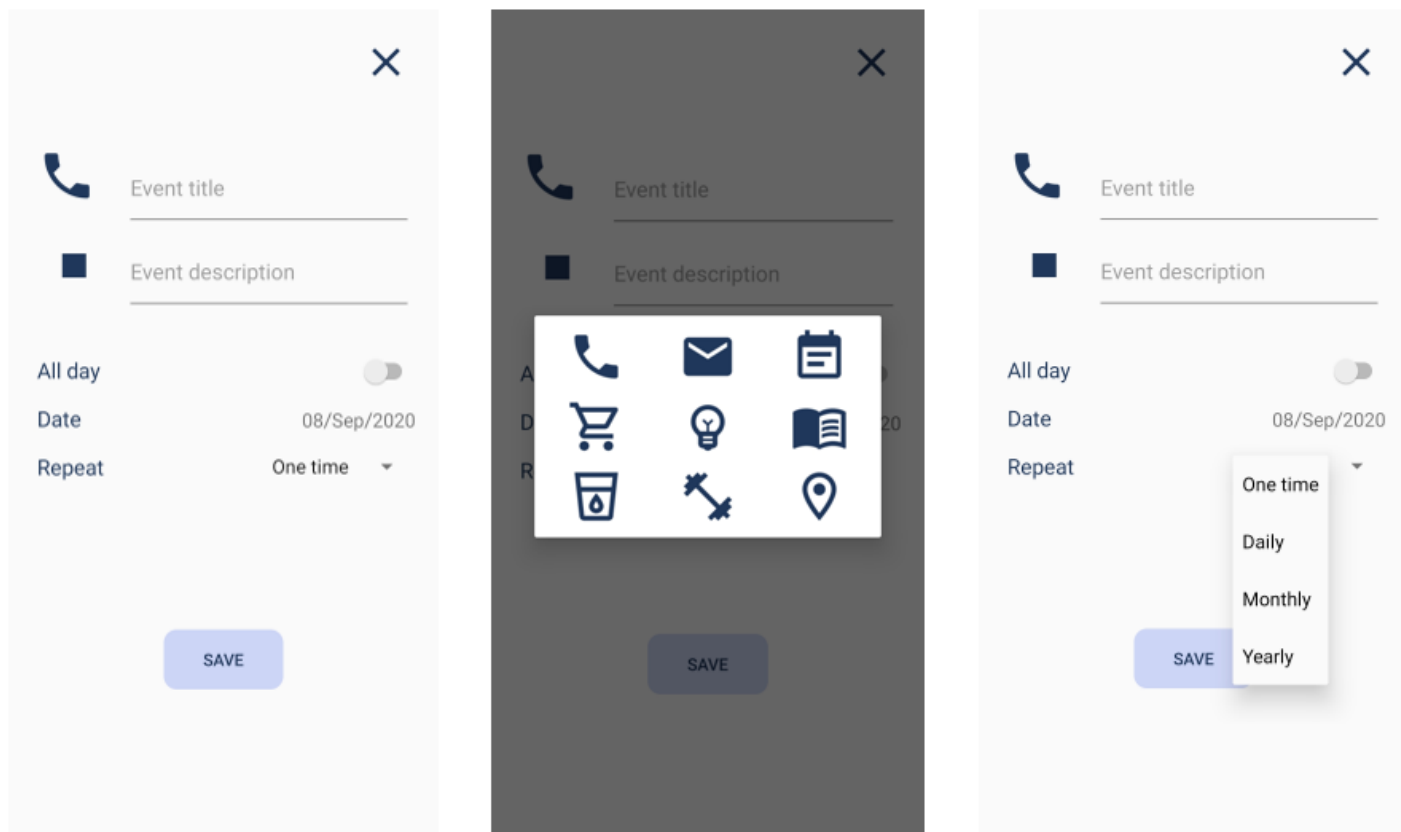 Event title
Event description
All day
Date 08/Sep/2020
Repeat One time
SAVE
Event title
Event description
A
D 20
R
SAVE
Event title
Event description
All day
Date 08/Sep/2020
Repeat
One time
Daily
Monthly
SAVE Yearly